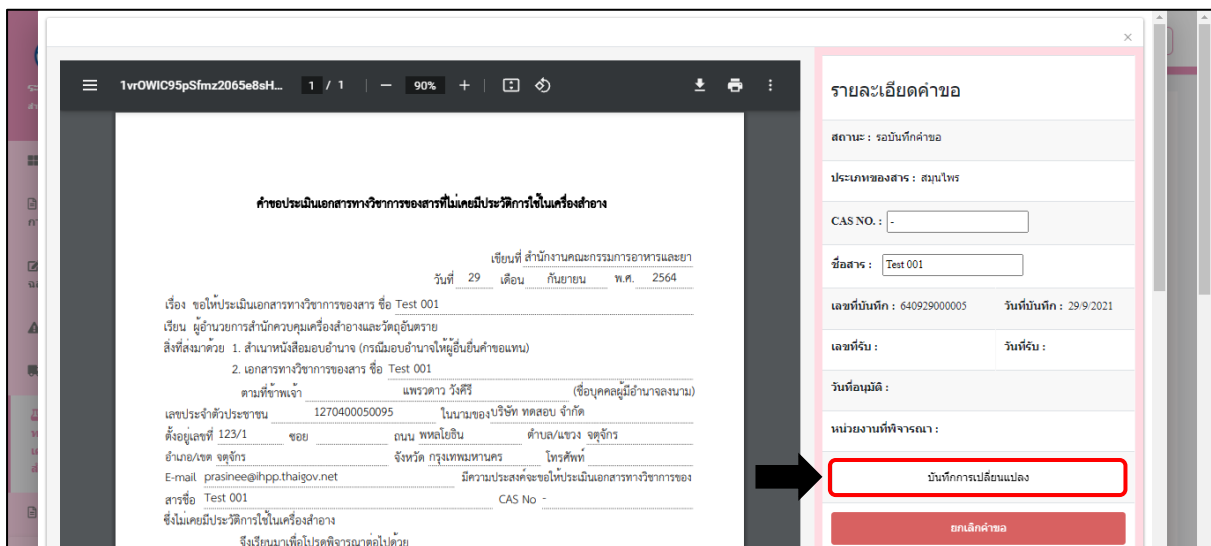 1vrOWIC95pSfmz2065e8sH... 1 / 1 90%
คำขอประเมินเอกสารทางวิชาการของสารที่ไม่เคยมีประวัติการใช้ในเครื่องสำอาง
เขียนที่ สำนักงานคณะกรรมการอาหารและยา
วันที่ 29 เดือน กันยายน พ.ศ. 2564
เรื่อง ขอให้ประเมินเอกสารทางวิชาการของสาร ชื่อ Test 001
เรียน ผู้อำนวยการสำนักควบคุมเครื่องสำอางและวัตถุอันตราย
สิ่งที่ส่งมาด้วย 1. สำเนาหนังสือมอบอำนาจ (กรณีมอบอำนาจให้ผู้อื่นยื่นคำขอแทน)
2. เอกสารทางวิชาการของสาร ชื่อ Test 001
ตามที่ข้าพเจ้า แพรวดาว วังคีรี (ชื่อบุคคลผู้มีอำนาจลงนาม)
เลขประจำตัวประชาชน 1270400050095 ในนามของบริษัท ทดสอบ จำกัด
ตั้งอยู่เลขที่ 123/1 ซอย ถนน พหลโยธิน ตำบล/แขวง จตุจักร
อำเภอ/เขต จตุจักร จังหวัด กรุงเทพมหานคร โทรศัพท์
E-mail prasinee@ihpp.thaigov.net มีความประสงค์จะขอให้ประเมินเอกสารทางวิชาการของ
สารชื่อ Test 001 CAS No -
ซึ่งไม่เคยมีประวัติการใช้ในเครื่องสำอาง
จึงเรียนมาเพื่อโปรดพิจารณาต่อไปด้วย
รายละเอียดคำขอ
สถานะ : รอบันทึกคำขอ
ประเภทของสาร : สมุนไพร
CAS NO. : -
ชื่อสาร : Test 001
เลขที่บันทึก : 640929000005 วันที่บันทึก : 29/9/2021
เลขที่รับ : วันที่รับ :
วันที่อนุมัติ :
หน่วยงานที่พิจารณา :
บันทึกการเปลี่ยนแปลง
ยกเลิกคำขอ